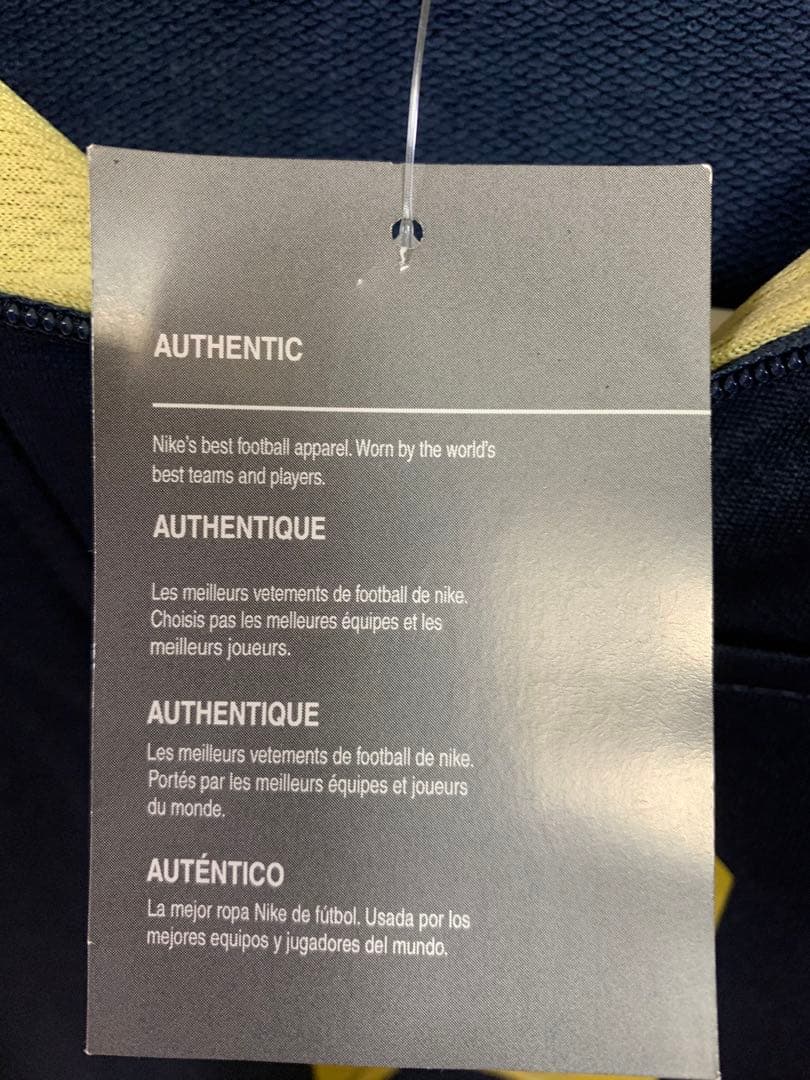 AUTHENTIC
Nike's best football apparel. Worn by the world's
best teams and players.
AUTHENTIQUE
Les meilleurs vetements de football de nike.
Choisis pas les melleures équipes et les
meilleurs joueurs.
AUTHENTIQUE
Les meilleurs vetements de football de nike.
Portés par les meilleurs équipes et joueurs
du monde.
AUTÉNTICO
La mejor ropa Nike de fútbol. Usada por los
mejores equipos y jugadores del mundo.